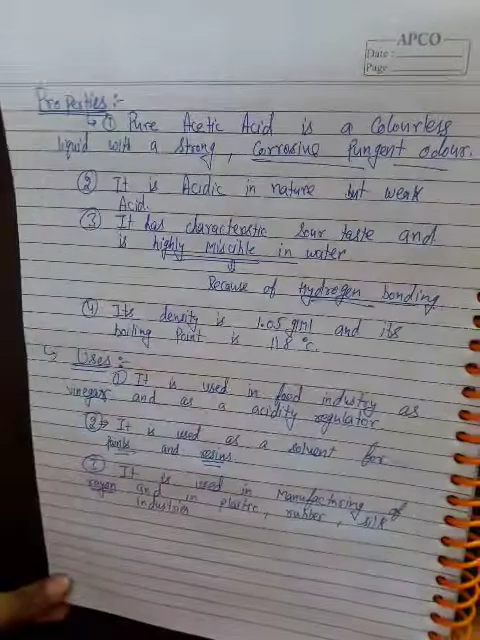 APCO
Date :
Page
Properties :-
↳ ① Pure Acetic Acid is a Colourless
liquid with a strong, Corrosive Pungent odour.
② It is Acidic in nature but weak
Acid.
③ It has characteristic Sour taste and
is highly Miscible in water
⇓
Because of Hydrogen bonding
④ Its density is 1.05 g/ml and its
boiling Point is 118 °C.
↳ Uses :-
① It is used in food industry as
vinegar and as a acidity regulator
② It is used as a solvent for
and resins
It is used in Manufacturing of
rayon and in plastic, rubber, silk
industries